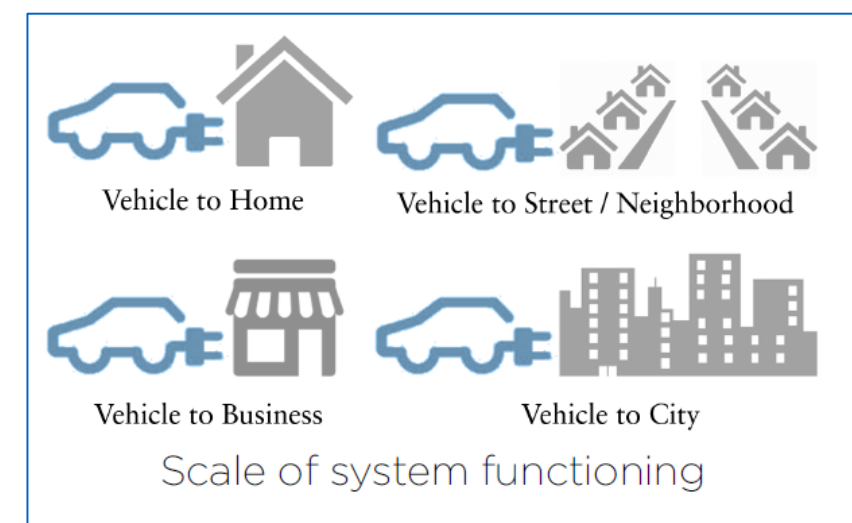 Vehicle to Home
Vehicle to Street / Neighborhood
Vehicle to Business
Vehicle to City
Scale of system functioning